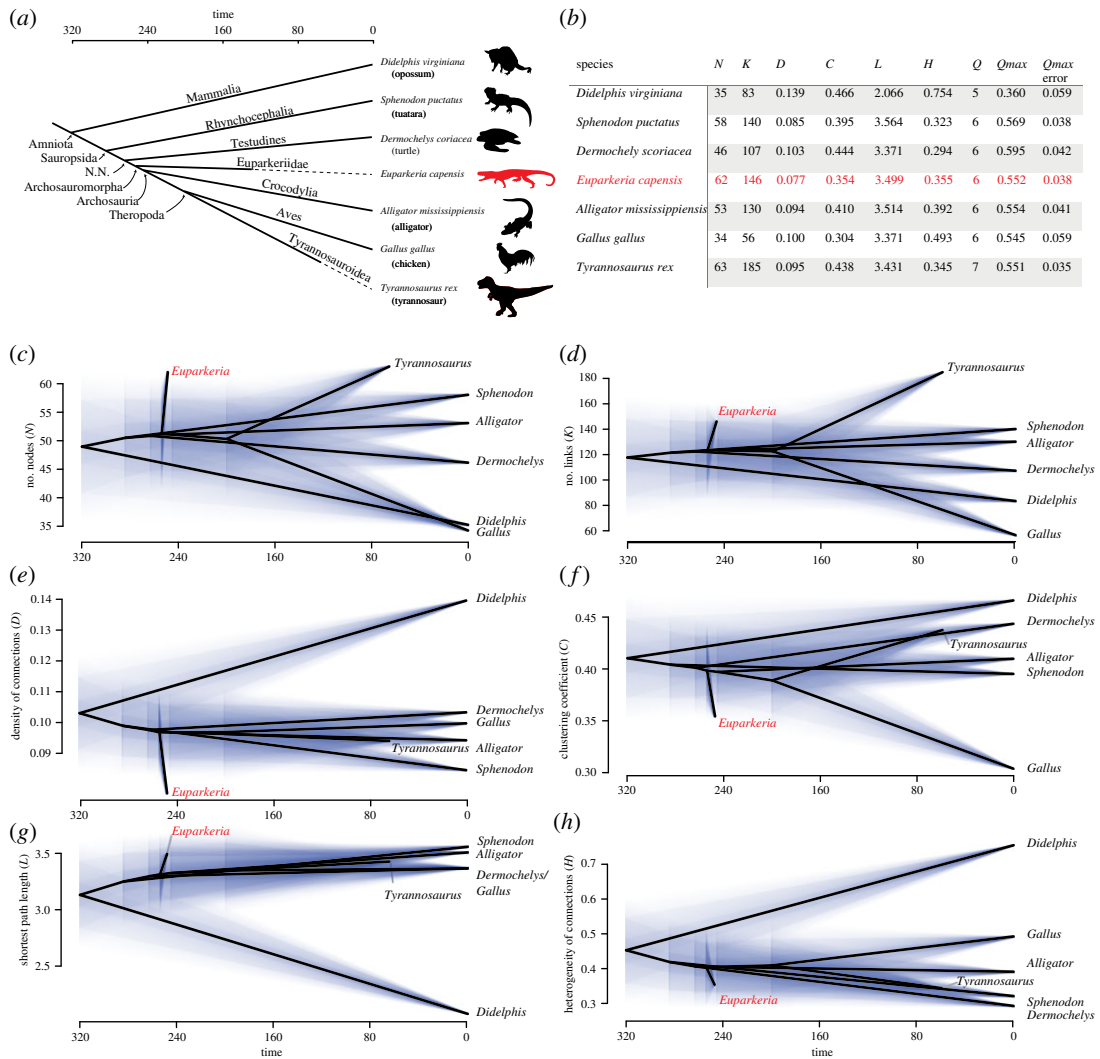 (a)
time
320 240 160 0
Mammalia
Didelphis virginiana
(opossum)
Rhynchocephalia
Sphenodon puctatus
(tuatara)
Testudines
Dermochelys coriacea
(turtle)
Amniota
Sauropsida
N.N.
Archosauromorpha
Archosauria
Theropoda
Euparkeriidae
Euparkeria capensis
Crocodylia
Alligator mississippiensis
(alligator)
Aves
Gallus gallus
(chicken)
Tyrannosauroidea
Tyrannosaurus rex
(tyrannosaur)
(b)
species N K D C L H Q Qmax Qmax error
Didelphis virginiana 35 83 0.139 0.466 2.066 0.754 5 0.360 0.059
Sphenodon puctatus 58 140 0.085 0.395 3.564 0.323 6 0.569 0.038
Dermochely scoriacea 46 107 0.103 0.444 3.371 0.294 6 0.595 0.042
Euparkeria capensis 62 146 0.077 0.354 3.499 0.355 6 0.552 0.038
Alligator mississippiensis 53 130 0.094 0.410 3.514 0.392 6 0.554 0.041
Gallus gallus 34 56 0.100 0.304 3.371 0.493 6 0.545 0.059
Tyrannosaurus rex 63 185 0.095 0.438 3.431 0.345 7 0.551 0.035
(c)
no. nodes (N)
60
55
50
45
40
35
Euparkeria
Tyrannosaurus
Sphenodon
Alligator
Dermochelys
Didelphis
Gallus
320 240 160 80 0
(d)
no. links (K)
180
160
140
120
100
80
60
Euparkeria
Tyrannosaurus
Sphenodon
Alligator
Dermochelys
Didelphis
Gallus
320 240 160 80 0
(e)
density of connections (D)
0.14
0.13
0.12
0.11
0.10
0.09
Didelphis
Dermochelys
Gallus
Tyrannosaurus Alligator
Sphenodon
Euparkeria
320 240 160 80 0
(f)
clustering coefficient (C)
0.45
0.40
0.35
0.30
Didelphis
Dermochelys
Tyrannosaurus
Alligator
Sphenodon
Euparkeria
Gallus
320 240 160 80 0
(g)
shortest path length (L)
3.5
3.0
2.5
Euparkeria
Sphenodon
Alligator
Dermochelys/
Gallus
Tyrannosaurus
Didelphis
320 240 160 80 0
time
(h)
heterogeneity of connections (H)
0.7
0.6
0.5
0.4
0.3
Didelphis
Gallus
Alligator
Tyrannosaurus
Euparkeria
Sphenodon
Dermochelys
320 240 160 80 0
time